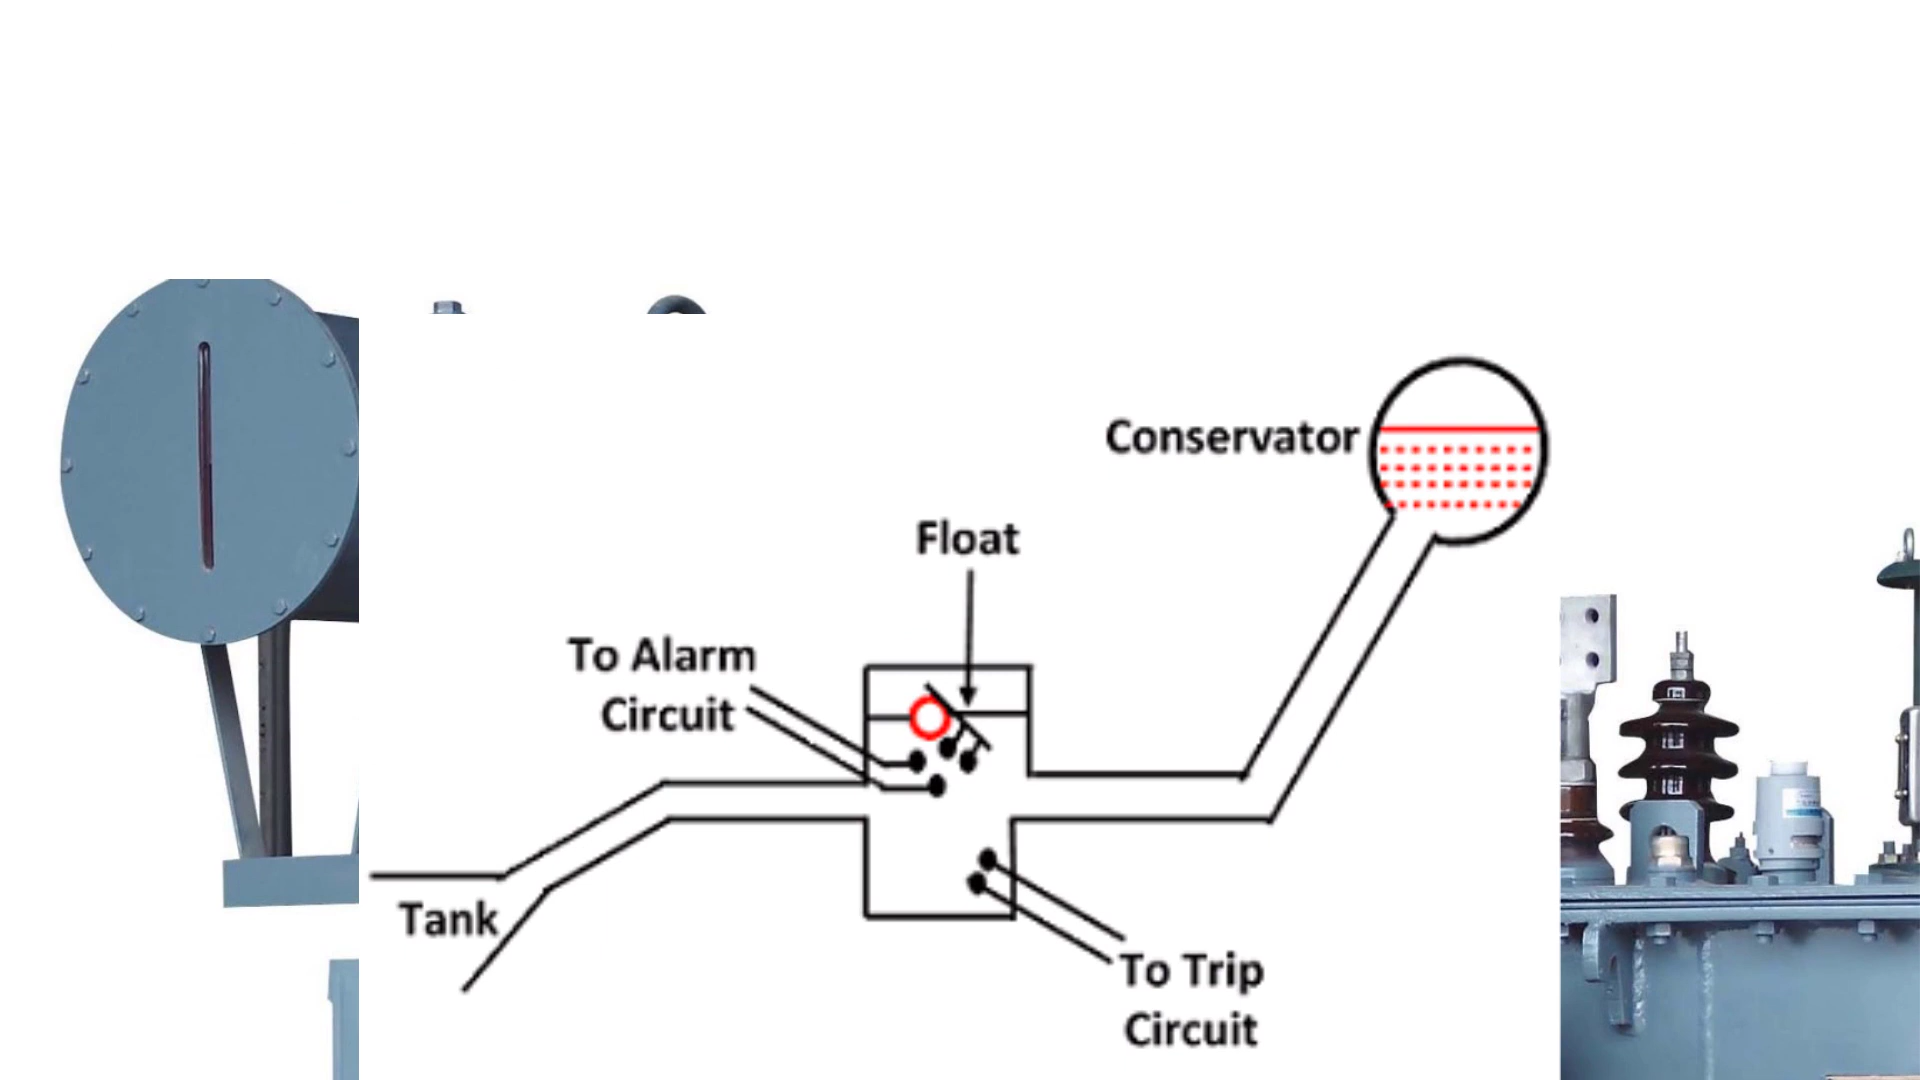 Conservator
Float
To Alarm
Circuit
Tank
To Trip
Circuit